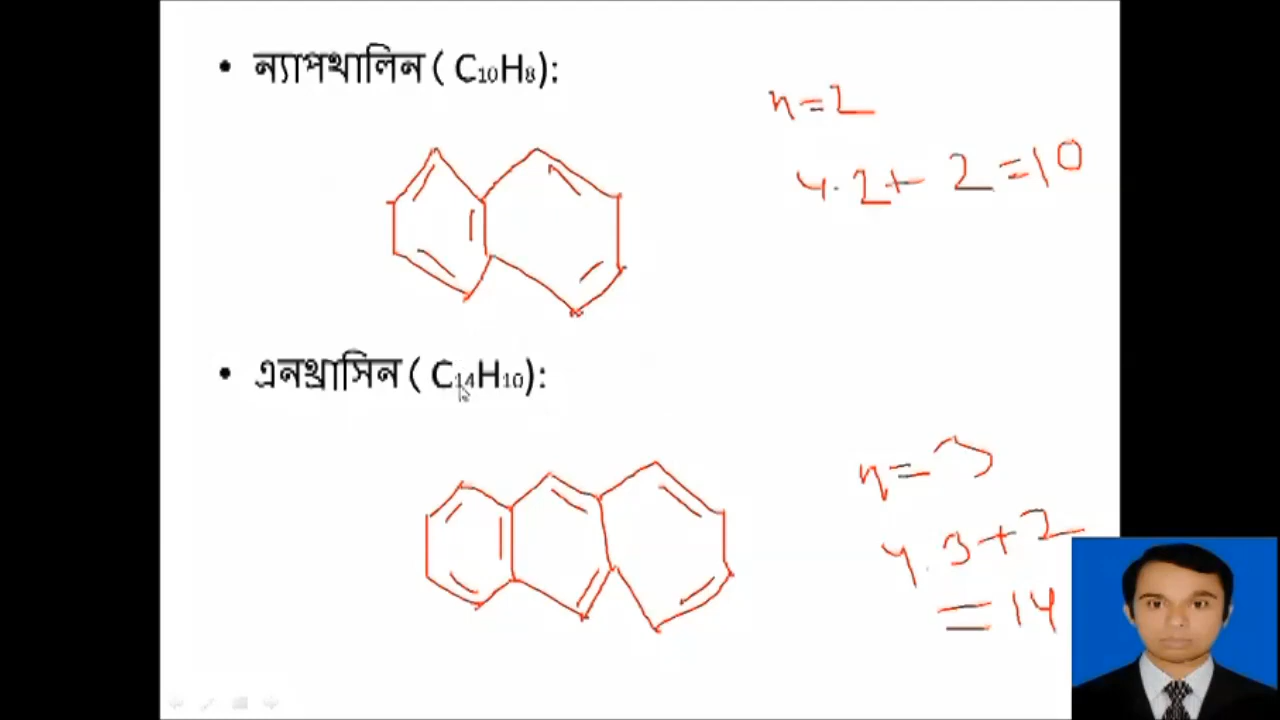 • ন্যাপথালিন ( C₁₀H₈):
n=2
4.2+2=10
• এনথ্রাসিন ( C₁₄H₁₀):
n=3
4.3+2
=14